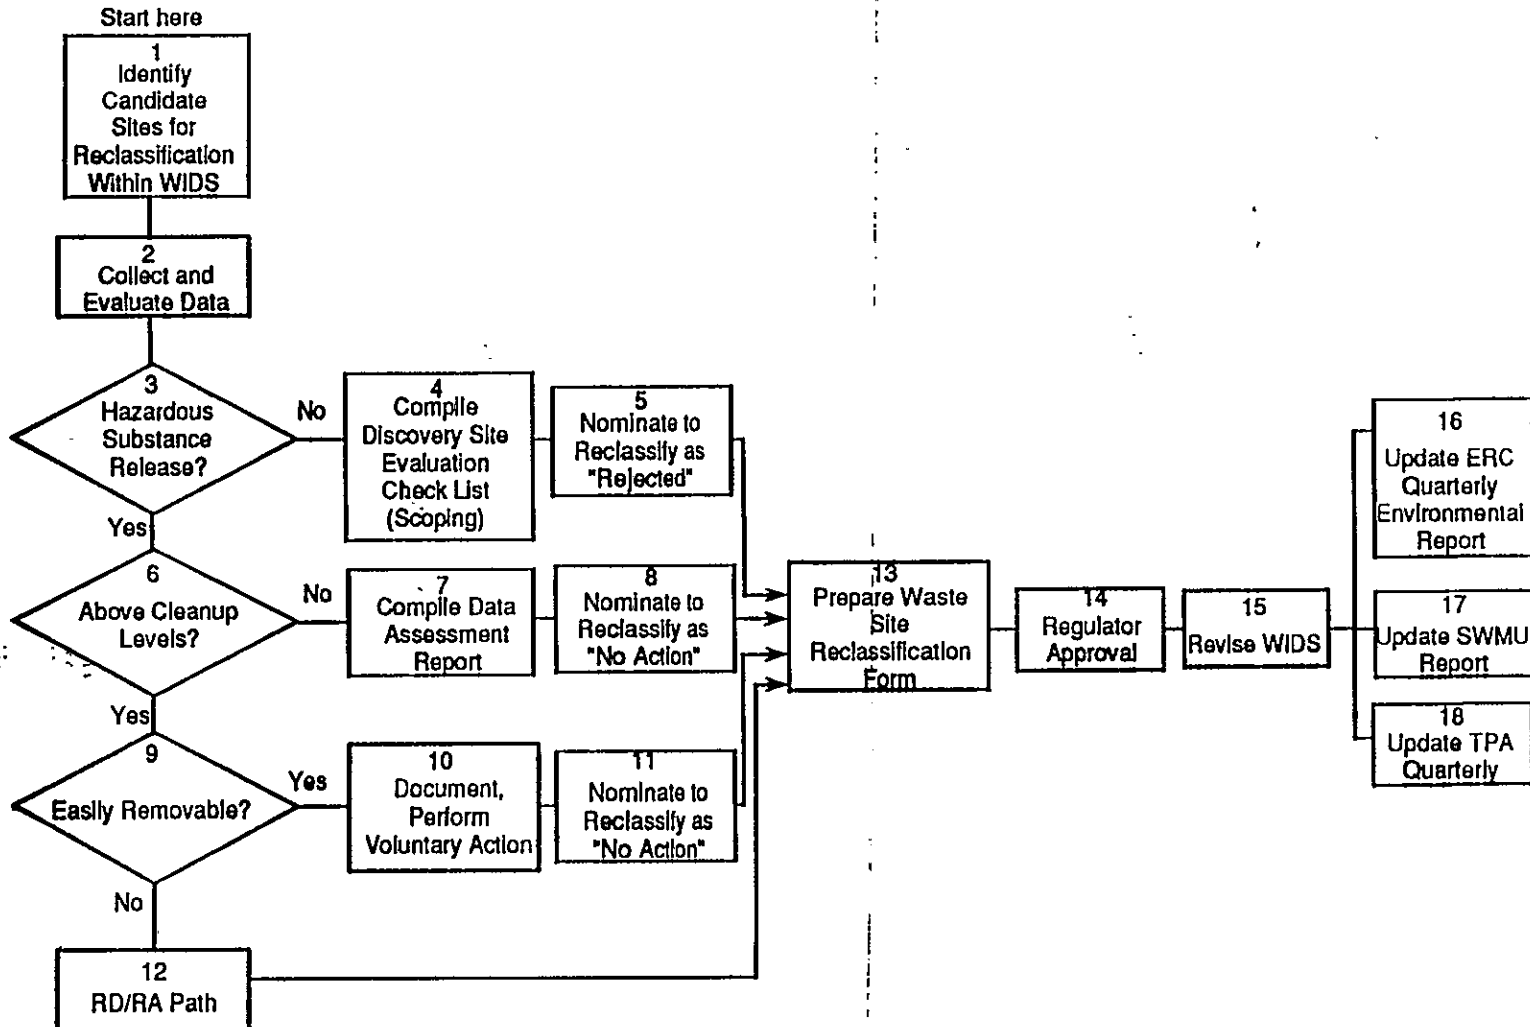 Start here
1
Identify
Candidate
Sites for
Reclassification
Within WIDS
2
Collect and
Evaluate Data
3
Hazardous
Substance
Release?
No
Yes
4
Compile
Discovery Site
Evaluation
Check List
(Scoping)
5
Nominate to
Reclassify as
"Rejected"
6
Above Cleanup
Levels?
No
Yes
7
Compile Data
Assessment
Report
8
Nominate to
Reclassify as
"No Action"
9
Easily Removable?
Yes
No
10
Document,
Perform
Voluntary Action
11
Nominate to
Reclassify as
"No Action"
12
RD/RA Path
13
Prepare Waste
Site
Reclassification
Form
14
Regulator
Approval
15
Revise WIDS
16
Update ERC
Quarterly
Environmental
Report
17
Update SWMU
Report
18
Update TPA
Quarterly